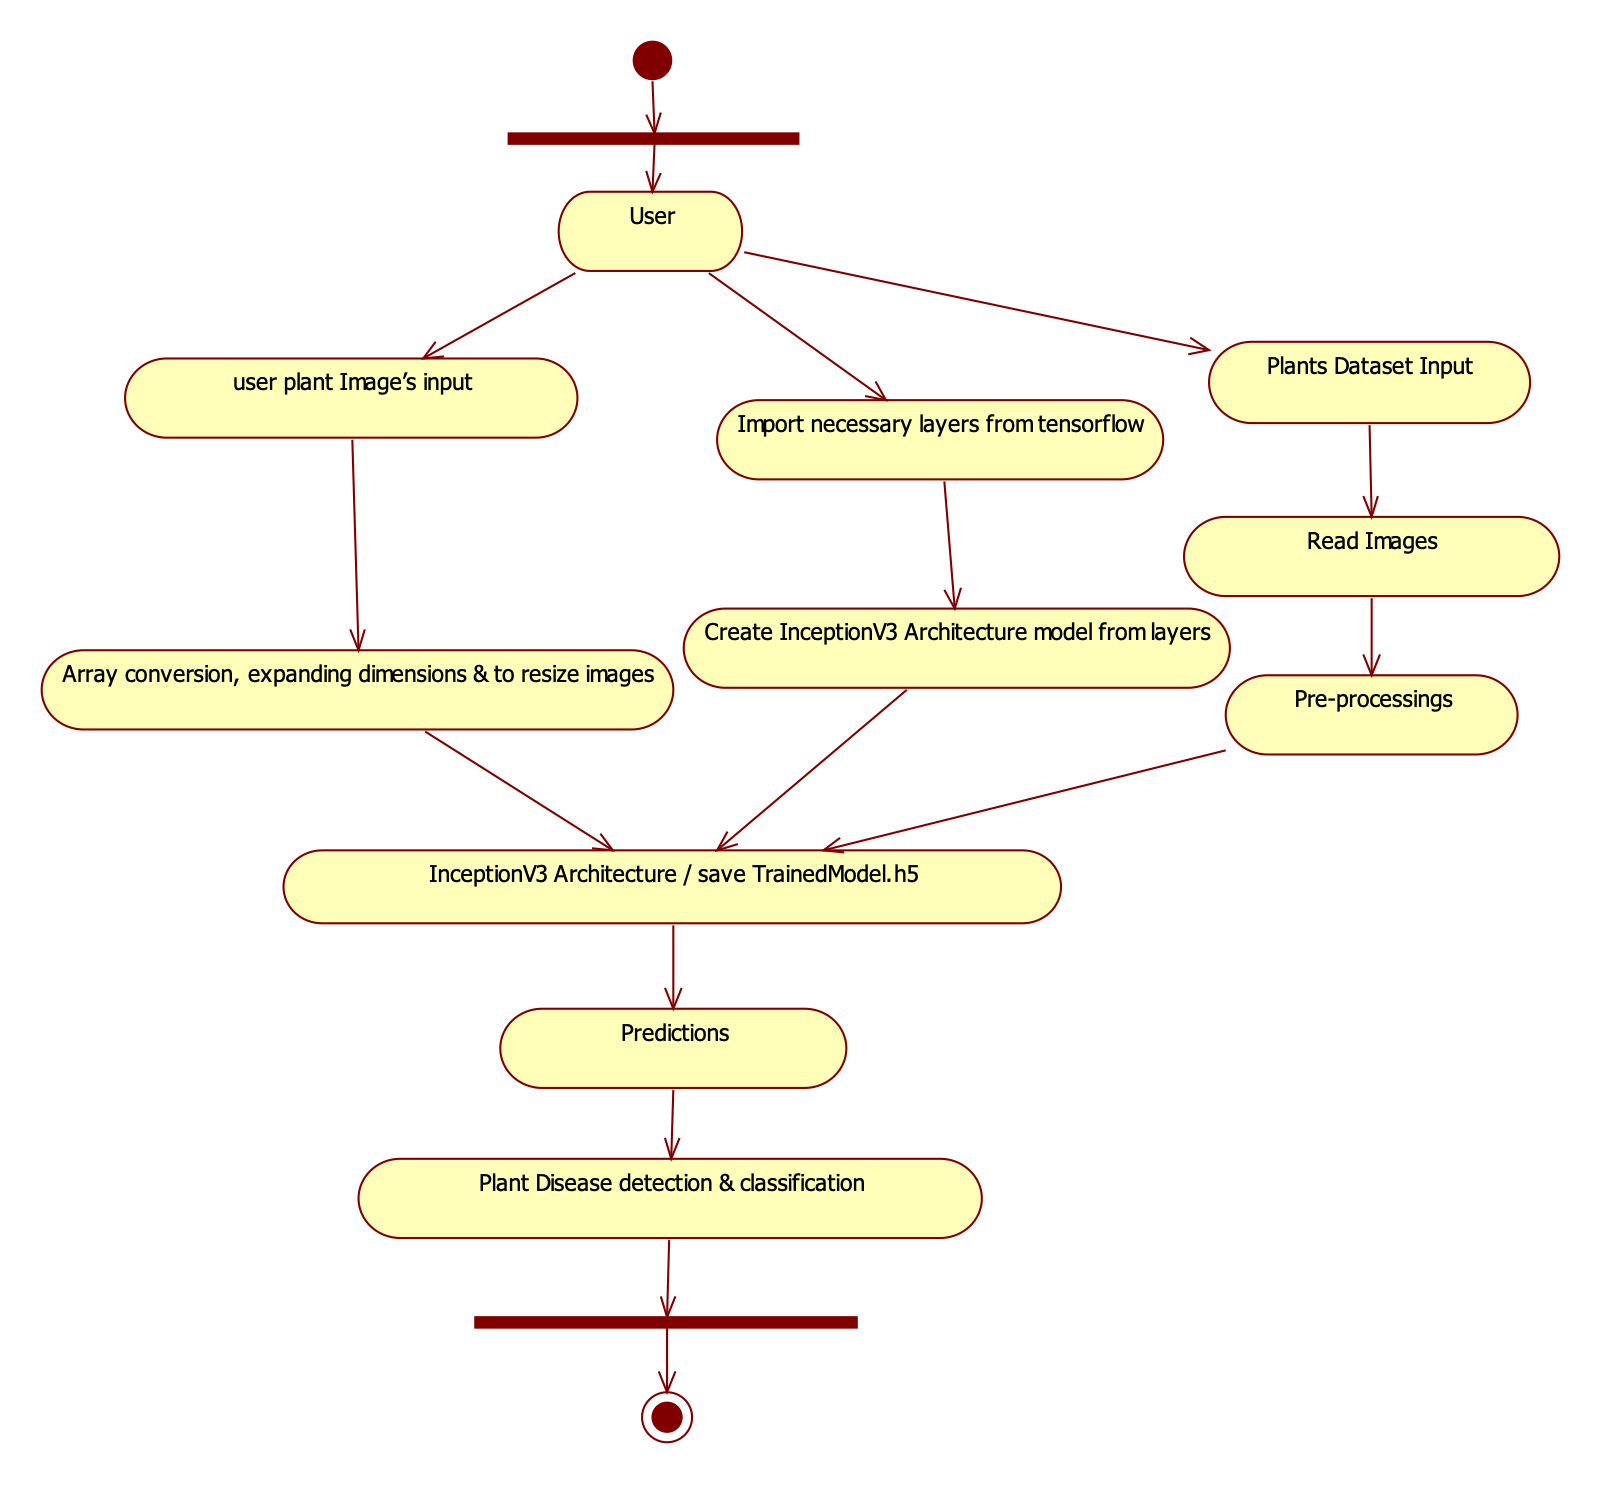 User
user plant Image’s input
Import necessary layers from tensorflow
Plants Dataset Input
Read Images
Create InceptionV3 Architecture model from layers
Array conversion, expanding dimensions & to resize images
Pre-processings
InceptionV3 Architecture / save TrainedModel.h5
Predictions
Plant Disease detection & classification